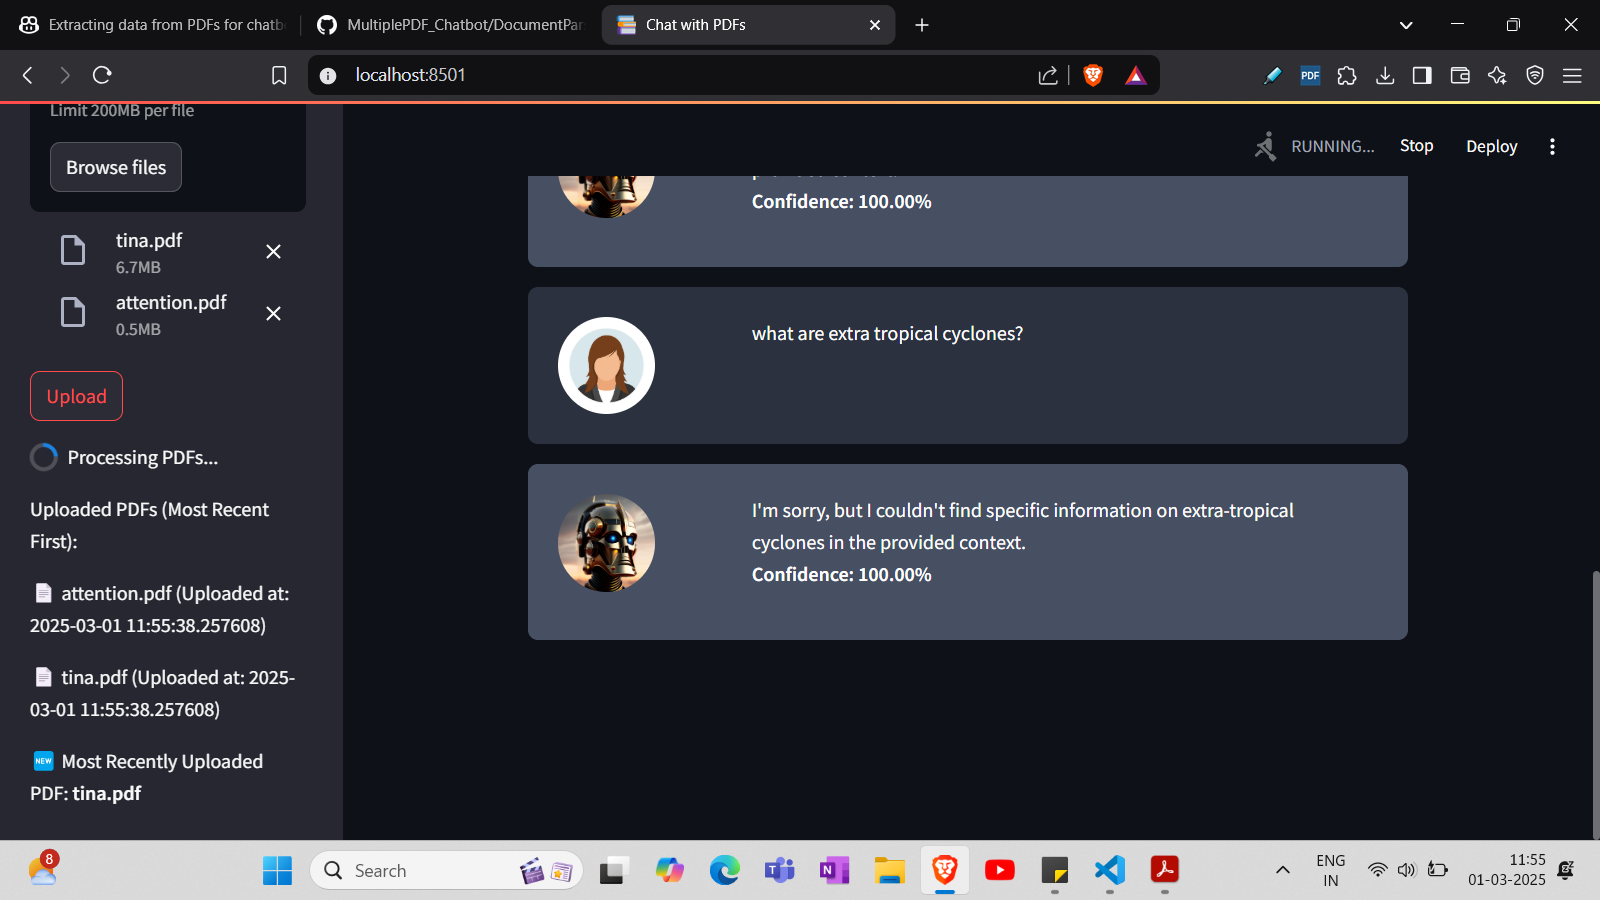 Extracting data from PDFs for chatb
MultiplePDF_Chatbot/DocumentPar
Chat with PDFs
localhost:8501
PDF
Limit 200MB per file
Browse files
tina.pdf
6.7MB
attention.pdf
0.5MB
Upload
Processing PDFs...
Uploaded PDFs (Most Recent
First):
attention.pdf (Uploaded at:
2025-03-01 11:55:38.257608)
tina.pdf (Uploaded at: 2025-
03-01 11:55:38.257608)
NEW Most Recently Uploaded
PDF: tina.pdf
RUNNING... Stop Deploy
Confidence: 100.00%
what are extra tropical cyclones?
I'm sorry, but I couldn't find specific information on extra-tropical
cyclones in the provided context.
Confidence: 100.00%
8
Search
ENG
IN
11:55
01-03-2025